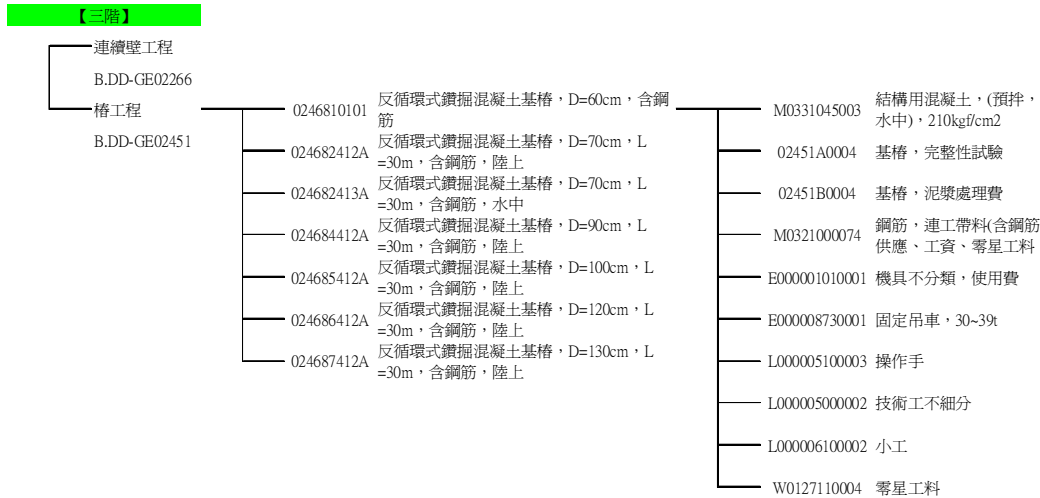 【三階】
連續壁工程
B.DD-GE02266
樁工程
B.DD-GE02451
0246810101 反循環式鑽掘混凝土基樁，D=60cm，含鋼
筋
024682412A 反循環式鑽掘混凝土基樁，D=70cm，L
=30m，含鋼筋，陸上
024682413A 反循環式鑽掘混凝土基樁，D=70cm，L
=30m，含鋼筋，水中
024684412A 反循環式鑽掘混凝土基樁，D=90cm，L
=30m，含鋼筋，陸上
024685412A 反循環式鑽掘混凝土基樁，D=100cm，L
=30m，含鋼筋，陸上
024686412A 反循環式鑽掘混凝土基樁，D=120cm，L
=30m，含鋼筋，陸上
024687412A 反循環式鑽掘混凝土基樁，D=130cm，L
=30m，含鋼筋，陸上
M0331045003 結構用混凝土，(預拌，
水中)，210kgf/cm2
02451A0004 基樁，完整性試驗
02451B0004 基樁，泥漿處理費
M0321000074 鋼筋，連工帶料(含鋼筋
供應、工資、零星工料
E000001010001 機具不分類，使用費
E000008730001 固定吊車，30~39t
L000005100003 操作手
L000005000002 技術工不細分
L000006100002 小工
W0127110004 零星工料